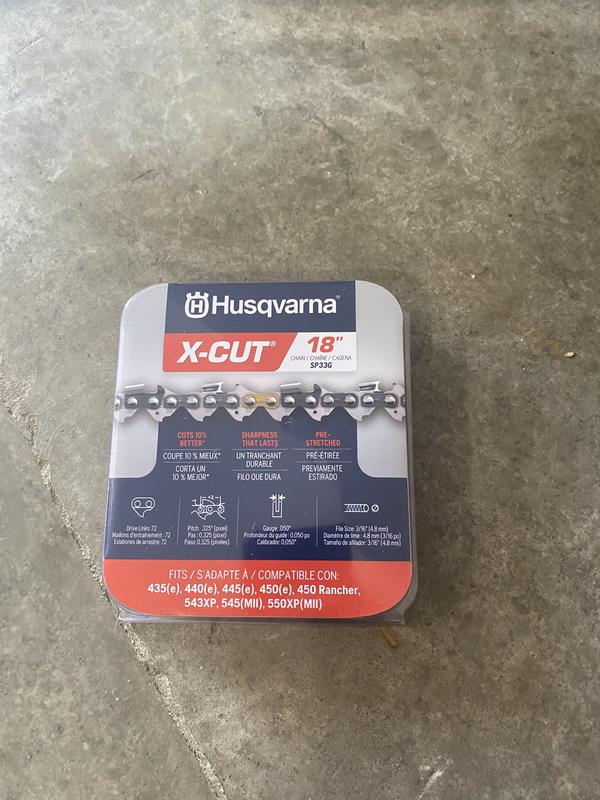 Husqvarna®
X-CUT® 18"
CHAIN / CHAÎNE / CADENA
SP33G
CUTS 10% BETTER*
COUPE 10 % MIEUX*
CORTA UN 10 % MEJOR*
SHARPNESS THAT LASTS
UN TRANCHANT DURABLE
FILO QUE DURA
PRE-STRETCHED
PRÉ-ÉTIRÉE
PREVIAMENTE ESTIRADO
Drive Links: 72
Maillons d'entraînement : 72
Eslabones de arrastre: 72
Pitch: .325" (pixel)
Pas : 0,325 (pixel)
Paso: 0,325 (pixeles)
Gauge: .050"
Profondeur du guide : 0,050 po
Calibrador: 0,050"
File Size: 3/16" (4.8 mm)
Diamètre de lime : 4.8 mm (3/16 po)
Tamaño de afilador: 3/16" (4.8 mm)
FITS / S'ADAPTE À / COMPATIBLE CON:
435(e), 440(e), 445(e), 450(e), 450 Rancher,
543XP, 545(MII), 550XP(MII)